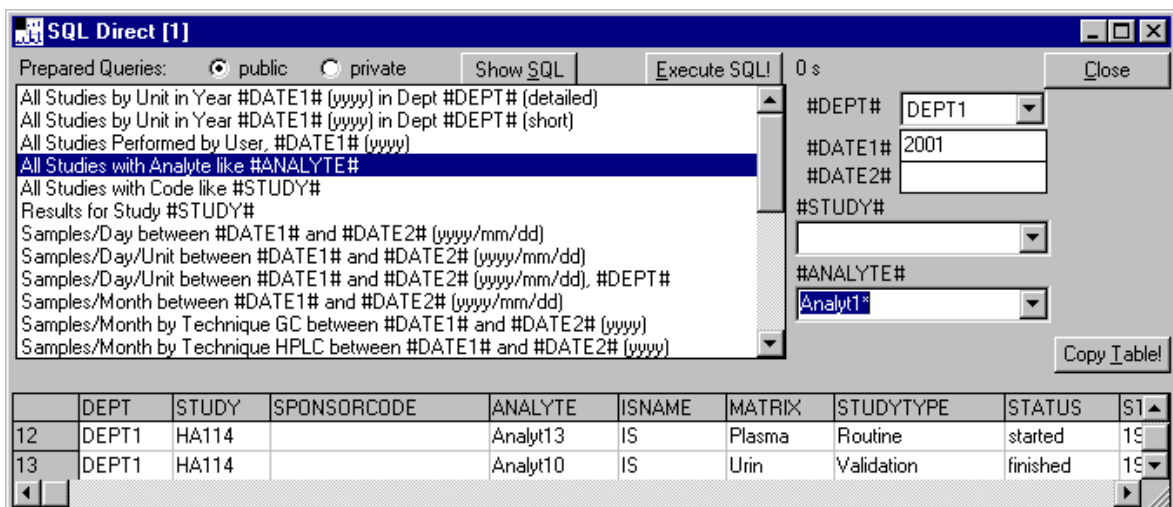 SQL Direct [1]
Prepared Queries: public private Show SQL Execute SQL! 0 s Close
All Studies by Unit in Year #DATE1# (yyyy) in Dept #DEPT# (detailed)
All Studies by Unit in Year #DATE1# (yyyy) in Dept #DEPT# (short)
All Studies Performed by User, #DATE1# (yyyy)
All Studies with Analyte like #ANALYTE#
All Studies with Code like #STUDY#
Results for Study #STUDY#
Samples/Day between #DATE1# and #DATE2# (yyyy/mm/dd)
Samples/Day/Unit between #DATE1# and #DATE2# (yyyy/mm/dd)
Samples/Day/Unit between #DATE1# and #DATE2# (yyyy/mm/dd), #DEPT#
Samples/Month between #DATE1# and #DATE2# (yyyy/mm/dd)
Samples/Month by Technique GC between #DATE1# and #DATE2# (yyyy)
Samples/Month by Technique HPLC between #DATE1# and #DATE2# (yyyy)
#DEPT# DEPT1
#DATE1# 2001
#DATE2#
#STUDY#
#ANALYTE#
Analyt1*
Copy Table!
DEPT STUDY SPONSORCODE ANALYTE ISNAME MATRIX STUDYTYPE STATUS
12 DEPT1 HA114 Analyt13 IS Plasma Routine started
13 DEPT1 HA114 Analyt10 IS Urin Validation finished